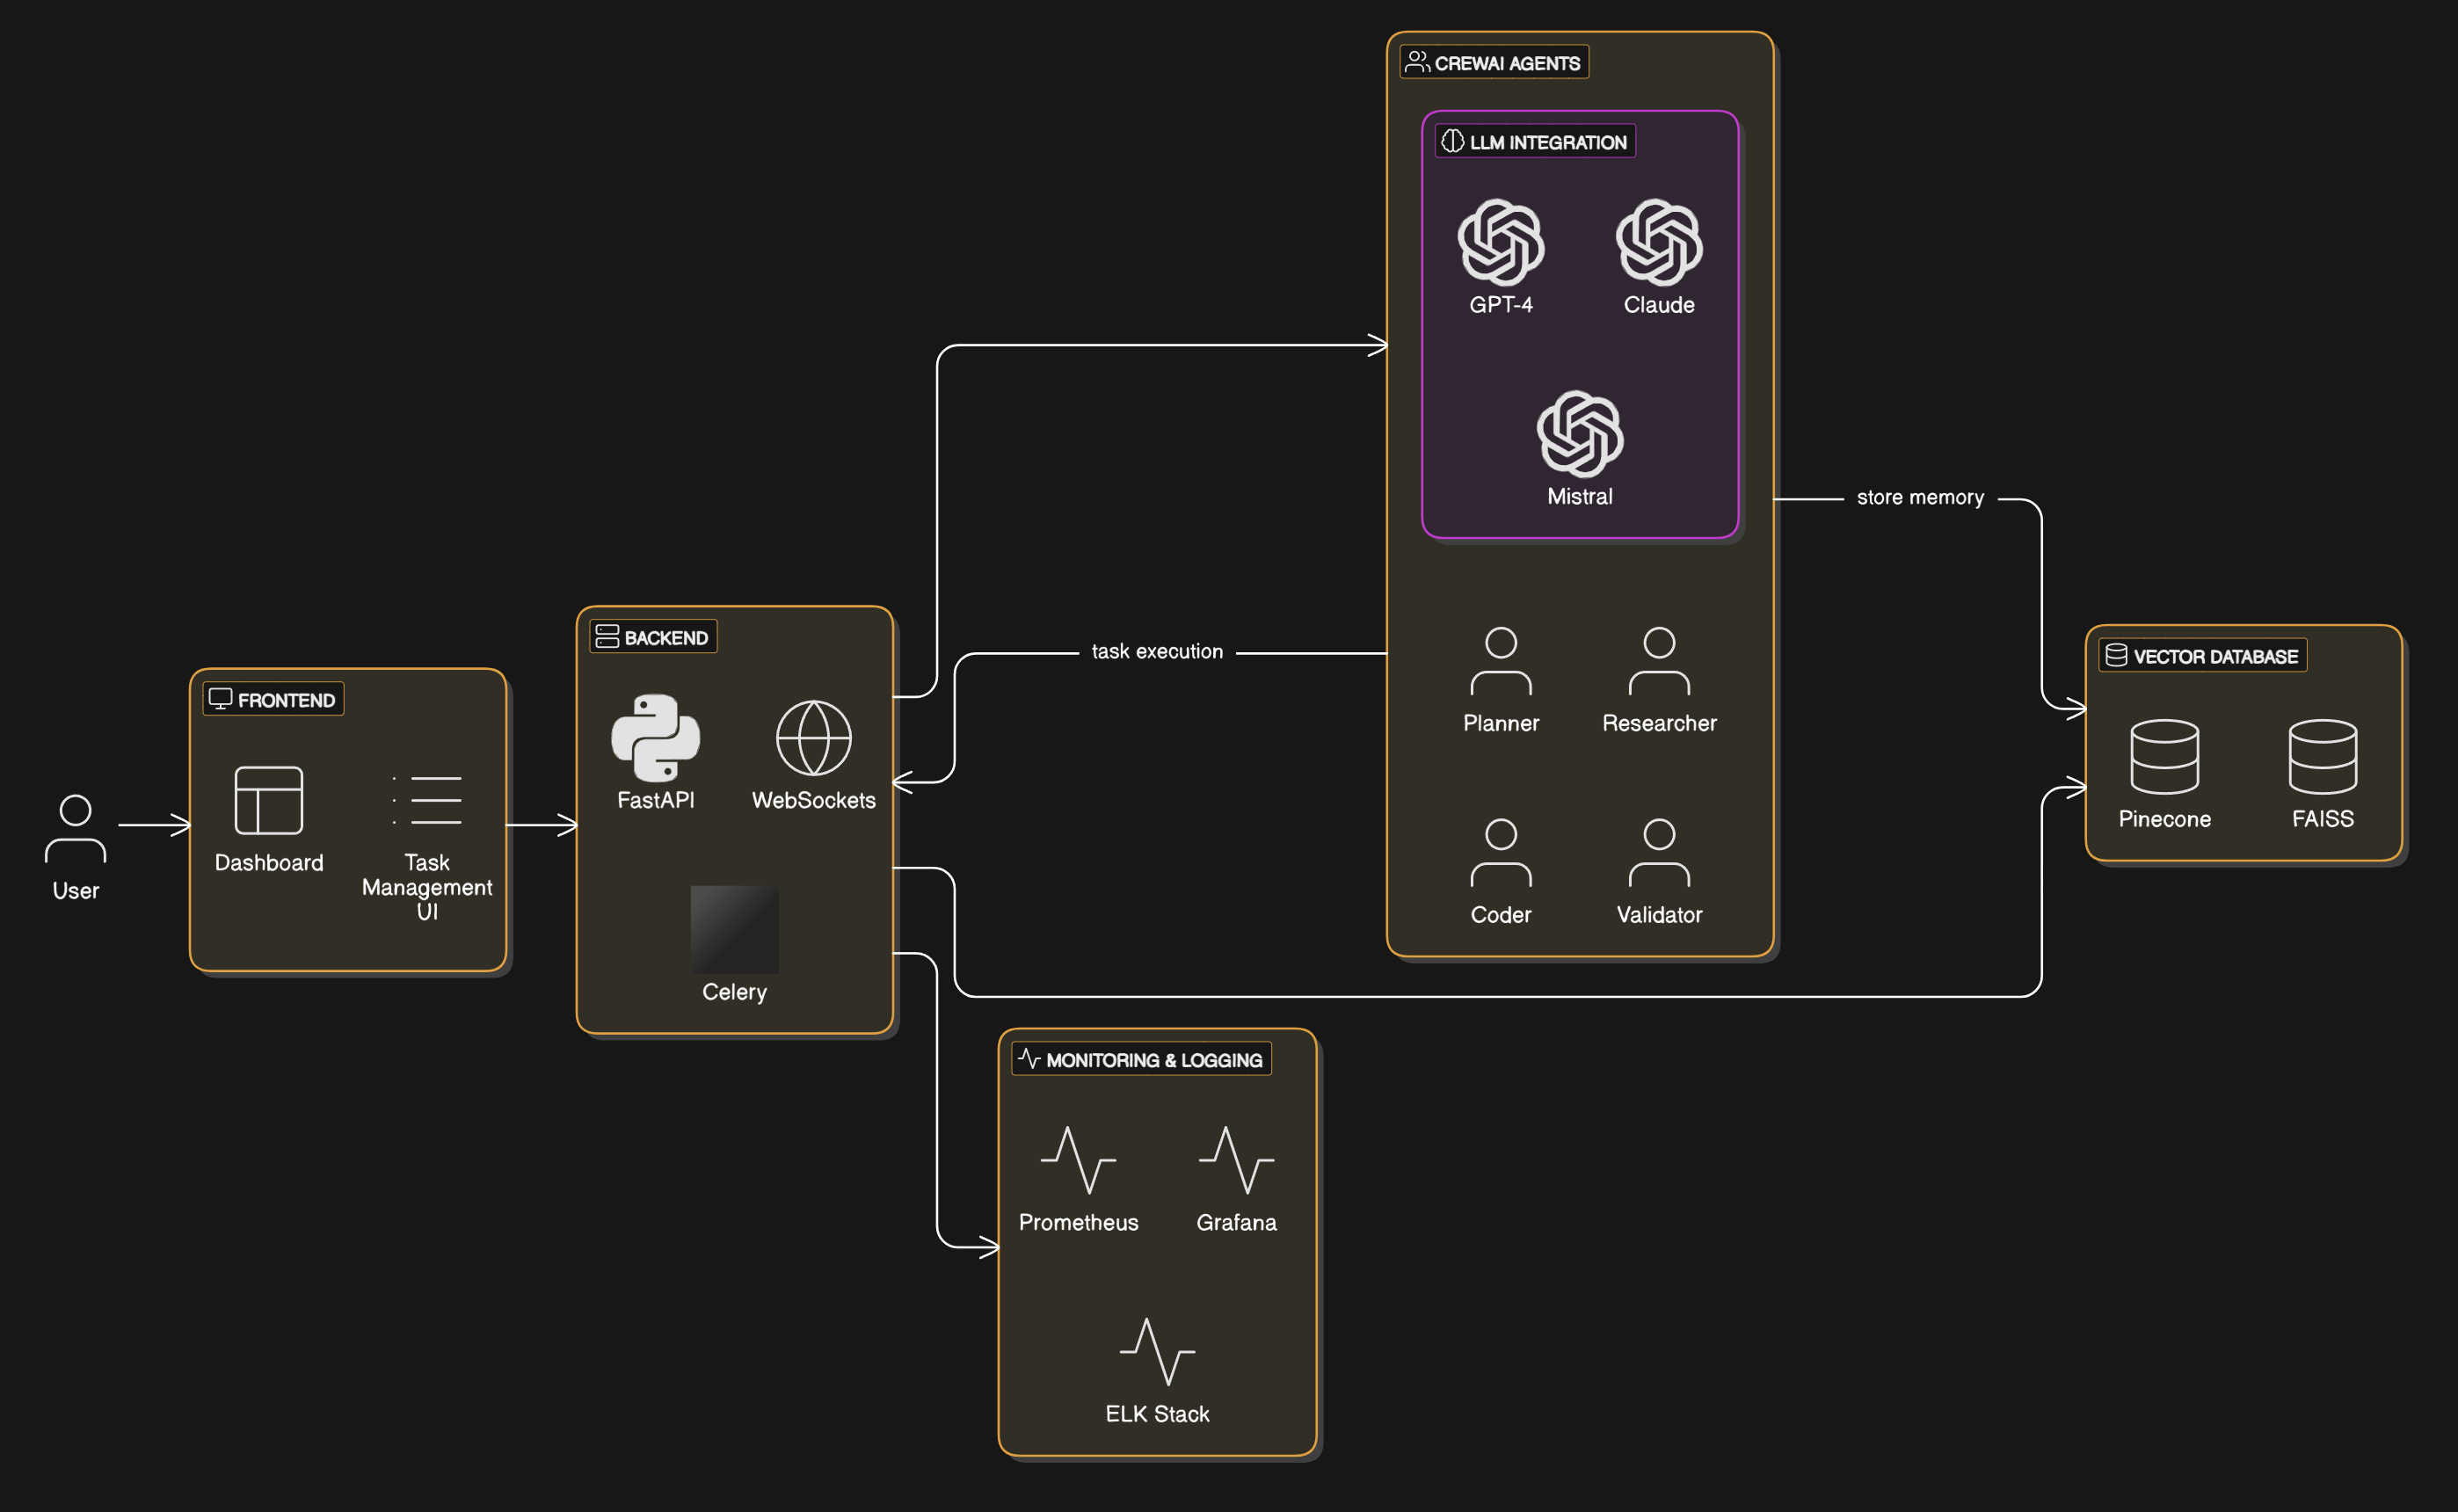 CREWAI AGENTS
LLM INTEGRATION
GPT-4
Claude
Mistral
store memory
task execution
Planner
Researcher
Coder
Validator
VECTOR DATABASE
Pinecone
FAISS
BACKEND
FastAPI
WebSockets
Celery
FRONTEND
Dashboard
Task
Management
UI
User
MONITORING & LOGGING
Prometheus
Grafana
ELK Stack